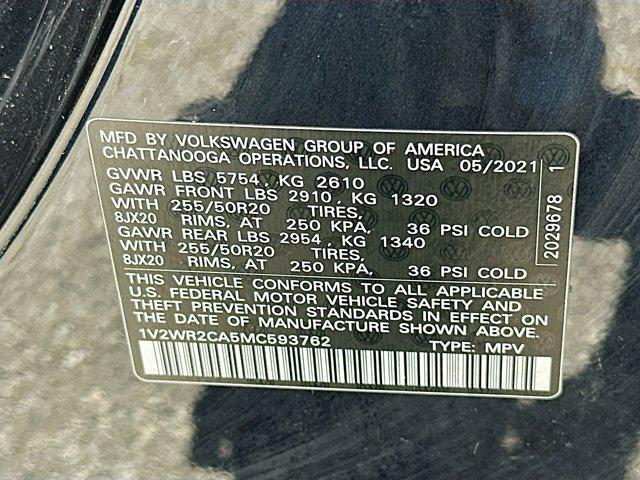 MFD BY VOLKSWAGEN GROUP OF AMERICA
CHATTANOOGA OPERATIONS, LLC. USA 05/2021
GVWR LBS 5754, KG 2610
GAWR FRONT LBS 2910, KG 1320
WITH 255/50R20 TIRES,
8JX20 RIMS, AT 250 KPA, 36 PSI COLD
GAWR REAR LBS 2954, KG 1340
WITH 255/50R20 TIRES,
8JX20 RIMS, AT 250 KPA, 36 PSI COLD
THIS VEHICLE CONFORMS TO ALL APPLICABLE
U.S. FEDERAL MOTOR VEHICLE SAFETY AND
THEFT PREVENTION STANDARDS IN EFFECT ON
THE DATE OF MANUFACTURE SHOWN ABOVE.
1V2WR2CA5MC593762 TYPE: MPV
2029678 1